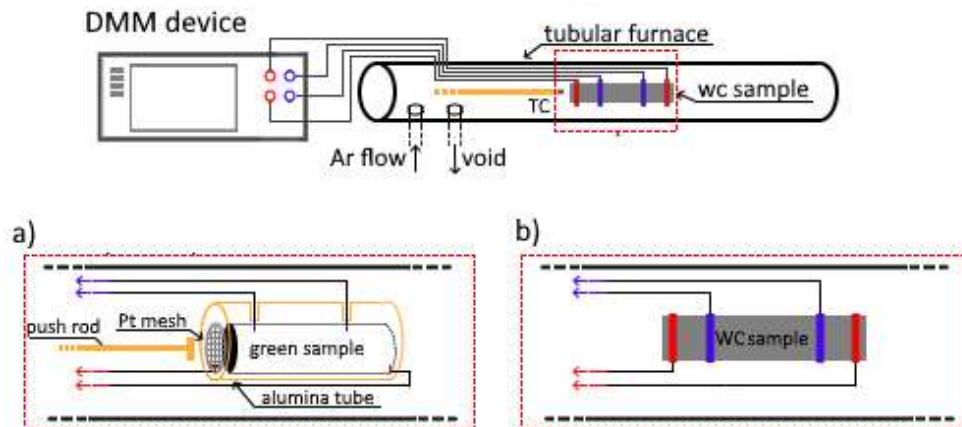 DMM device
tubular furnace
TC
wc sample
Ar flow
void
a)
b)
Pt mesh
push rod
green sample
alumina tube
WC sample